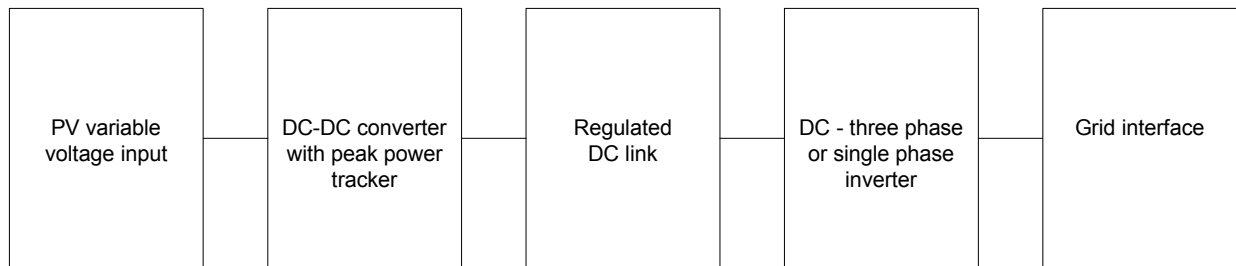 PV variable
voltage input
DC-DC converter
with peak power
tracker
Regulated
DC link
DC - three phase
or single phase
inverter
Grid interface